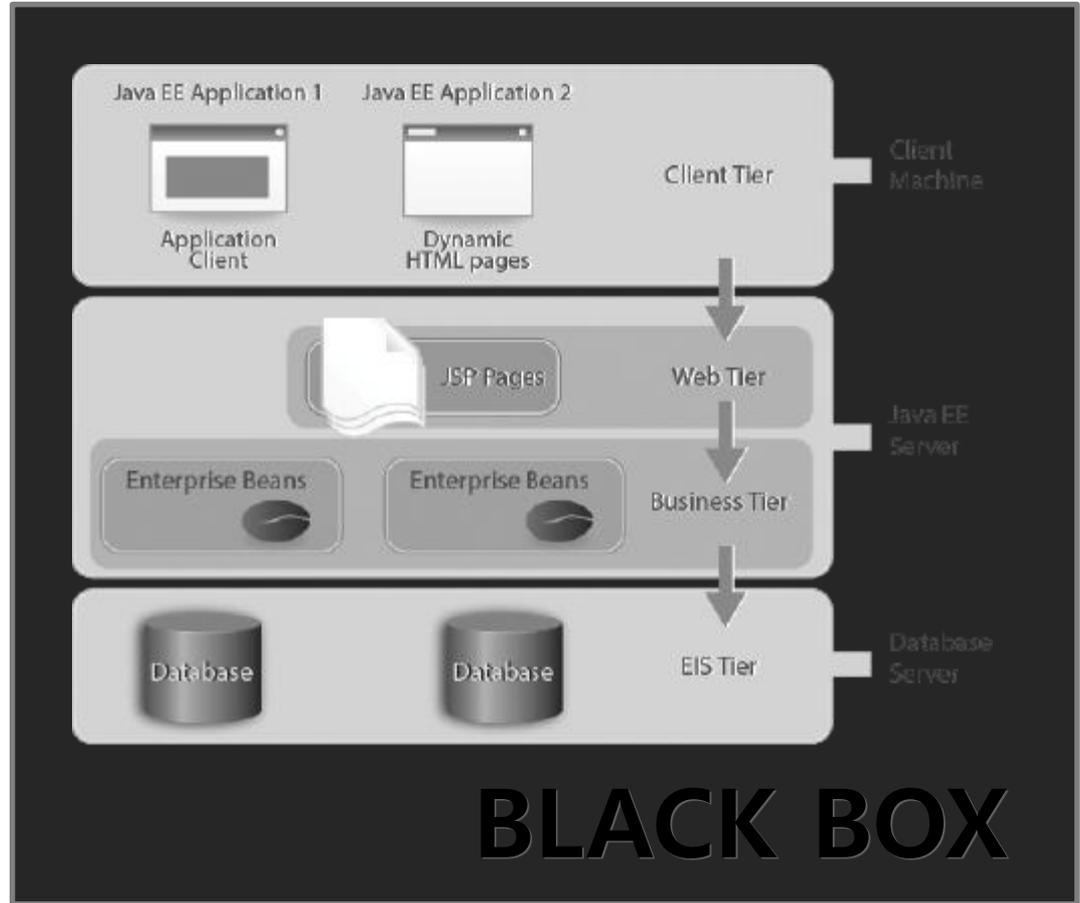 Java EE Application 1
Java EE Application 2
Application
Client
Dynamic
HTML pages
Client Tier
Client
Machine
JSP Pages
Web Tier
Java EE
Server
Enterprise Beans
Enterprise Beans
Business Tier
Database
Database
EIS Tier
Database
Server
BLACK BOX